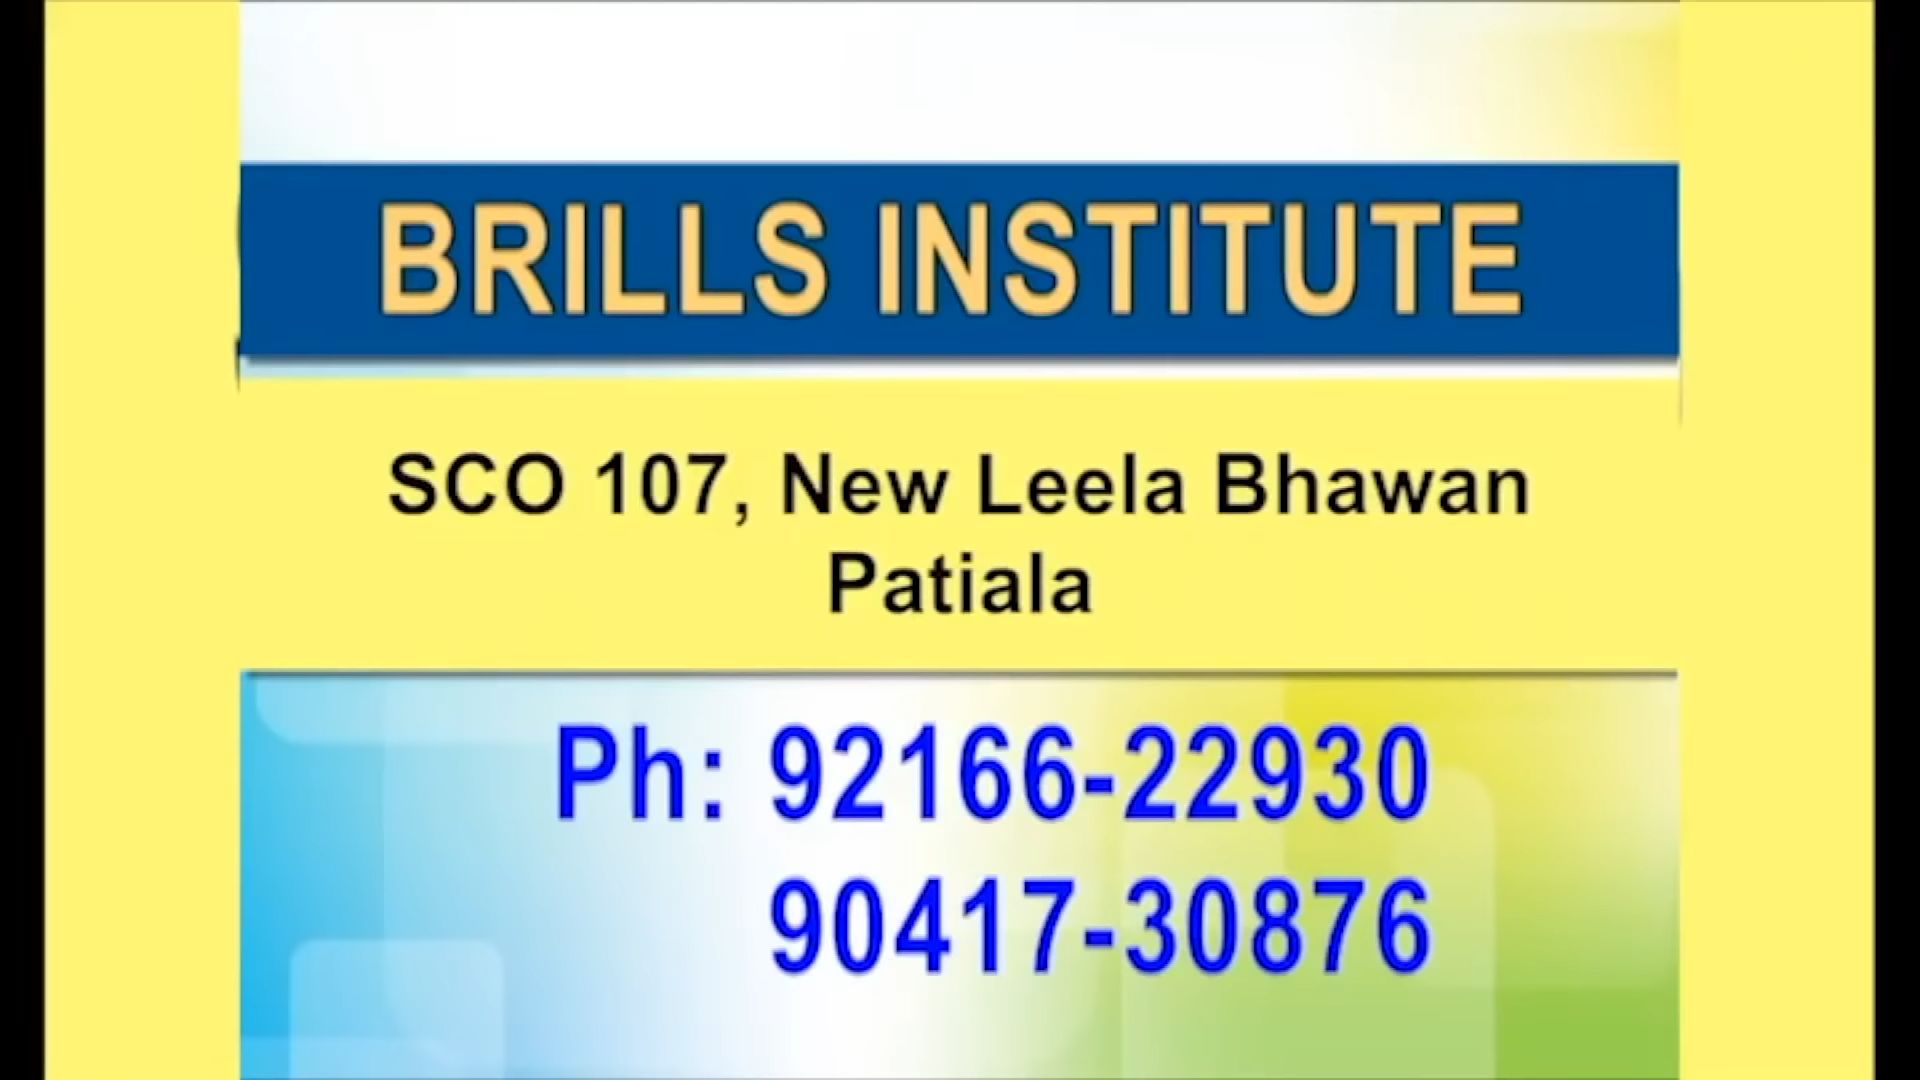 BRILLS INSTITUTE
SCO 107, New Leela Bhawan
Patiala
Ph: 92166-22930
90417-30876